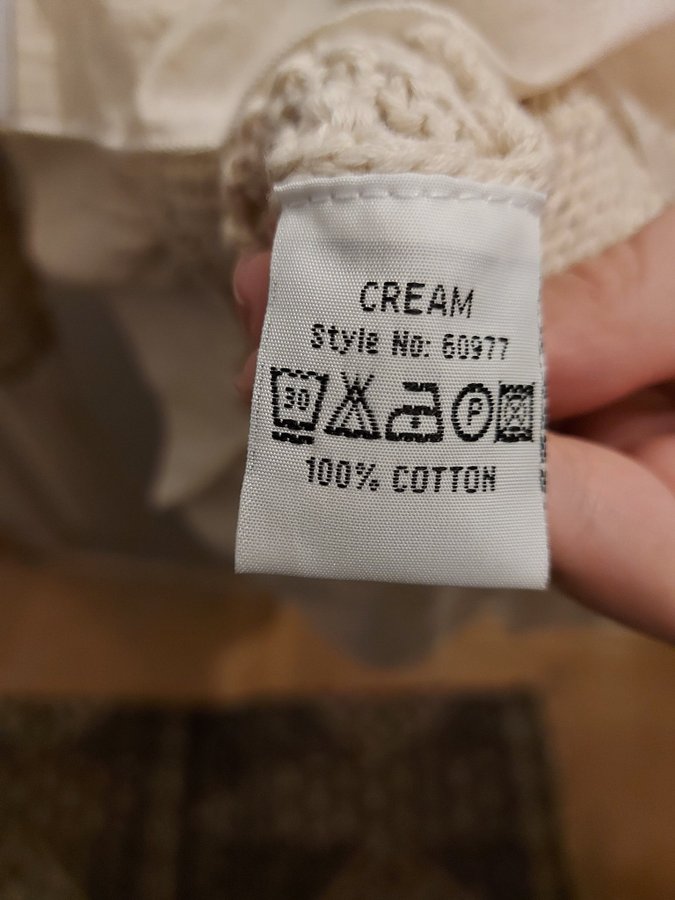 CREAM
Style No: 60977
30 P
100% COTTON